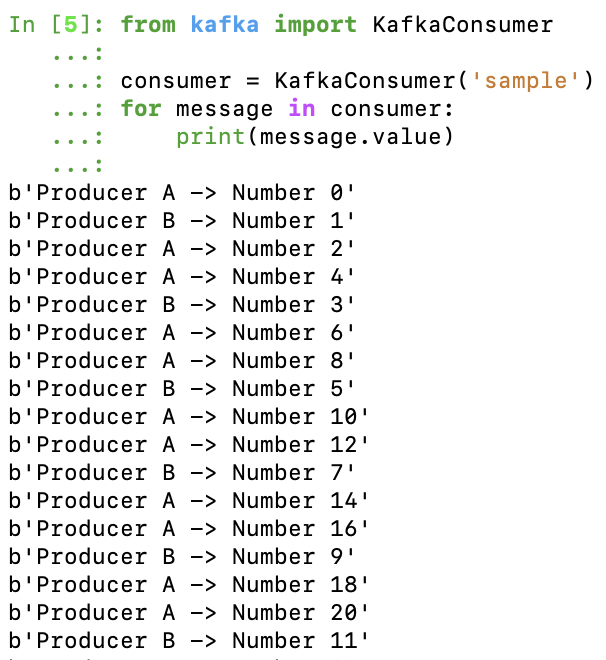 In [5]: from kafka import KafkaConsumer
...:
...: consumer = KafkaConsumer('sample')
...: for message in consumer:
...:     print(message.value)
...:
b'Producer A -> Number 0'
b'Producer B -> Number 1'
b'Producer A -> Number 2'
b'Producer A -> Number 4'
b'Producer B -> Number 3'
b'Producer A -> Number 6'
b'Producer A -> Number 8'
b'Producer B -> Number 5'
b'Producer A -> Number 10'
b'Producer A -> Number 12'
b'Producer B -> Number 7'
b'Producer A -> Number 14'
b'Producer A -> Number 16'
b'Producer B -> Number 9'
b'Producer A -> Number 18'
b'Producer A -> Number 20'
b'Producer B -> Number 11'